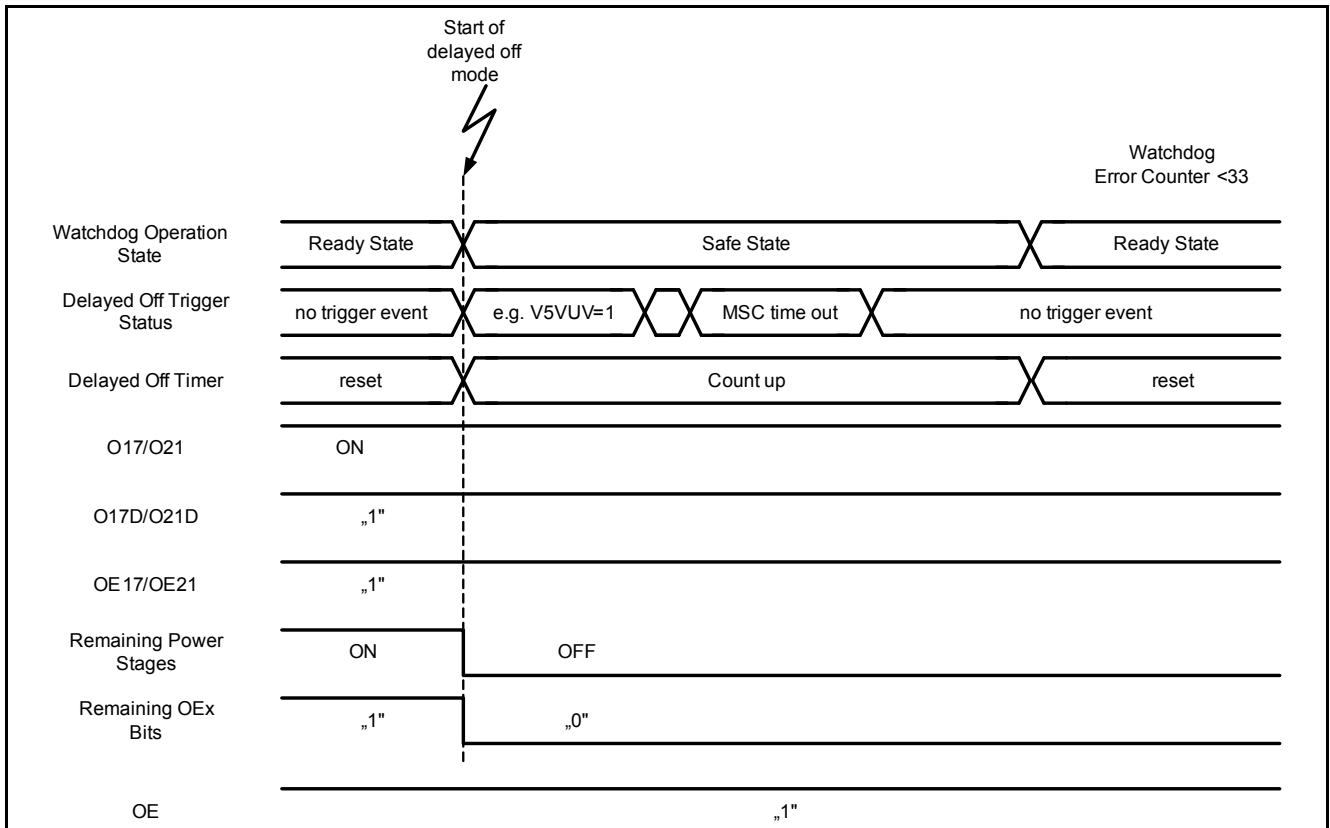 Start of
delayed off
mode
Watchdog
Error Counter <33
Watchdog Operation
State
Ready State
Safe State
Ready State
Delayed Off Trigger
Status
no trigger event
e.g. V5VUV=1
MSC time out
no trigger event
Delayed Off Timer
reset
Count up
reset
O17/O21
ON
O17D/O21D
„1"
OE17/OE21
„1"
Remaining Power
Stages
ON
OFF
Remaining OEx
Bits
„1"
„0"
OE
„1"